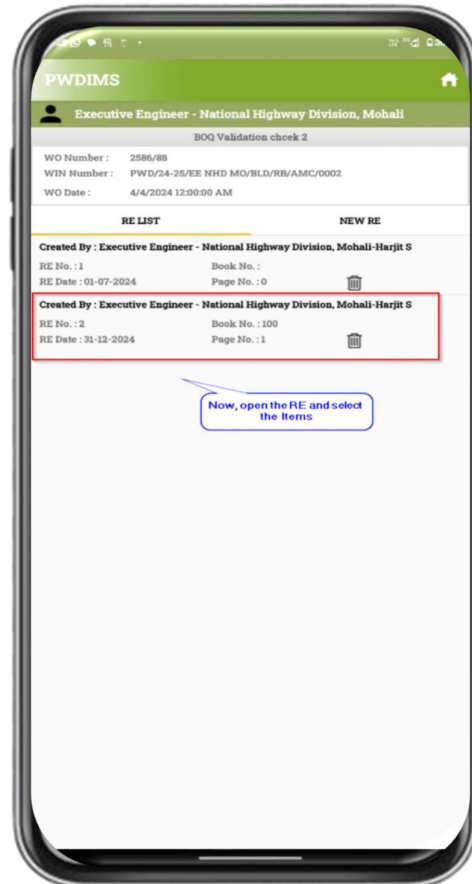 PWDIMS
Executive Engineer - National Highway Division, Mohali
BOQ Validation chcek 2
WO Number : 2586/88
WIN Number : PWD/24-25/EE NHD MO/BLD/RB/AMC/0002
WO Date : 4/4/2024 12:00:00 AM
RE LIST NEW RE
Created By : Executive Engineer - National Highway Division, Mohali-Harjit S
RE No. : 1 Book No. :
RE Date : 01-07-2024 Page No. : 0
Created By : Executive Engineer - National Highway Division, Mohali-Harjit S
RE No. : 2 Book No. : 100
RE Date : 31-12-2024 Page No. : 1
Now, open the RE and select
the Items